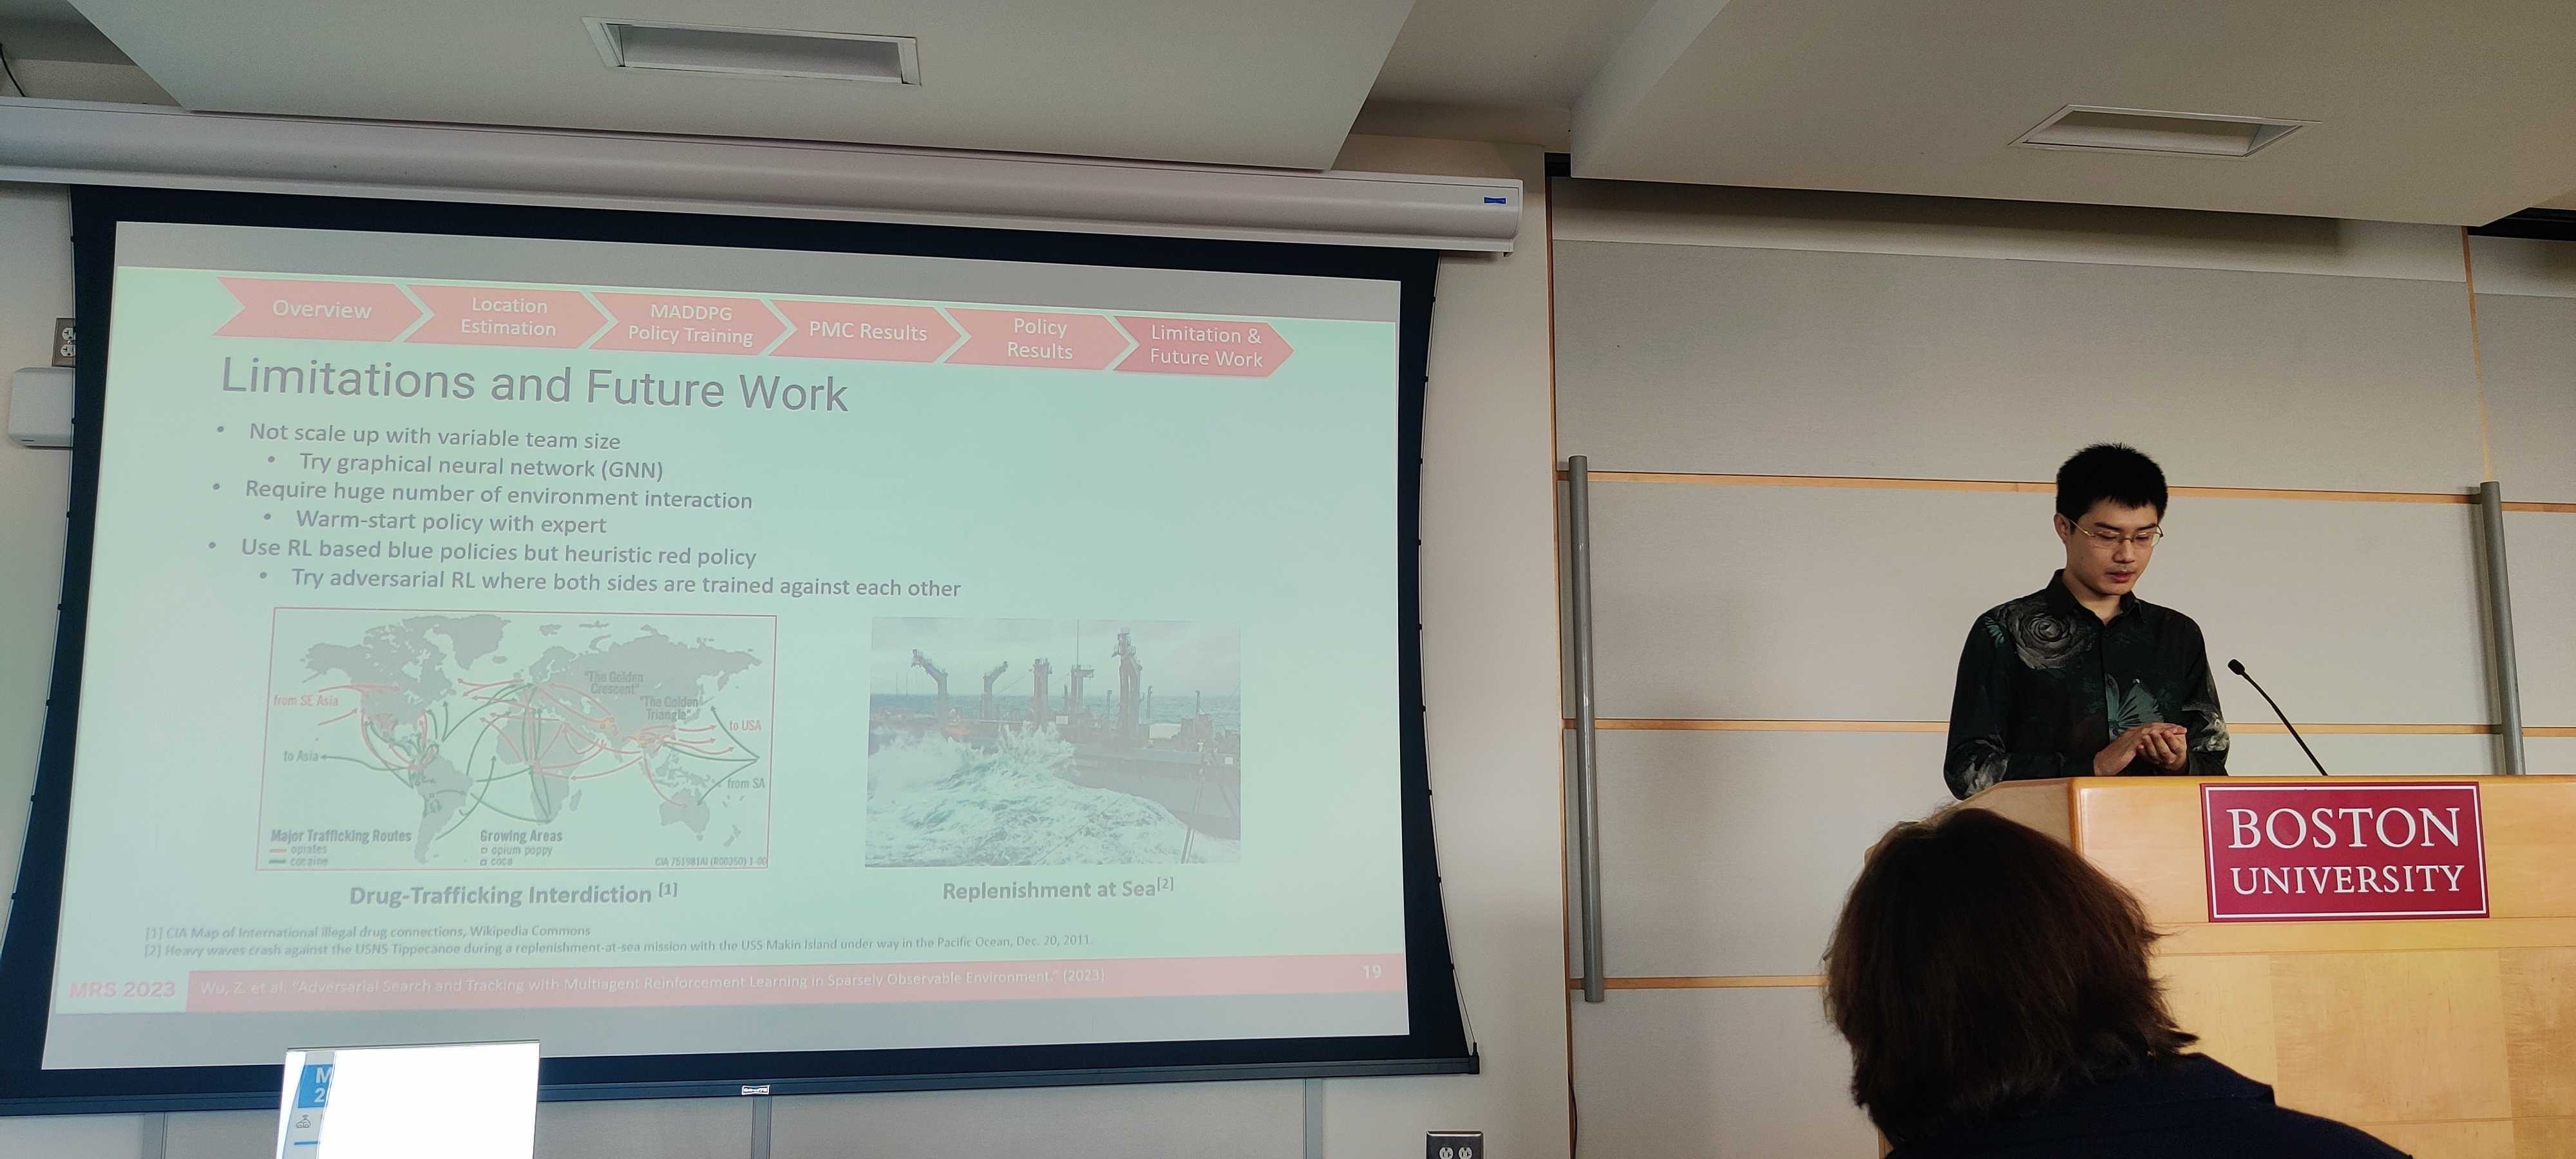 Overview
Location
Estimation
MADDPG
Policy Training
PMC Results
Policy
Results
Limitation &
Future Work
Limitations and Future Work
• Not scale up with variable team size
• Try graphical neural network (GNN)
• Require huge number of environment interaction
• Warm-start policy with expert
• Use RL based blue policies but heuristic red policy
• Try adversarial RL where both sides are trained against each other
"The Golden
Crescent"
"The Golden
Triangle"
from SE Asia
to USA
to Asia
from SA
Major Trafficking Routes
opiates
cocaine
Growing Areas
opium poppy
coca
CIA 751981AI (R00350) 1-00
Drug-Trafficking Interdiction [1]
Replenishment at Sea[2]
[1] CIA Map of International illegal drug connections, Wikipedia Commons
[2] Heavy waves crash against the USNS Tippecanoe during a replenishment-at-sea mission with the USS Makin Island under way in the Pacific Ocean, Dec. 20, 2011.
MRS 2023
Wu, Z. et al. "Adversarial Search and Tracking with Multiagent Reinforcement Learning in Sparsely Observable Environment." (2023)
19
BOSTON
UNIVERSITY